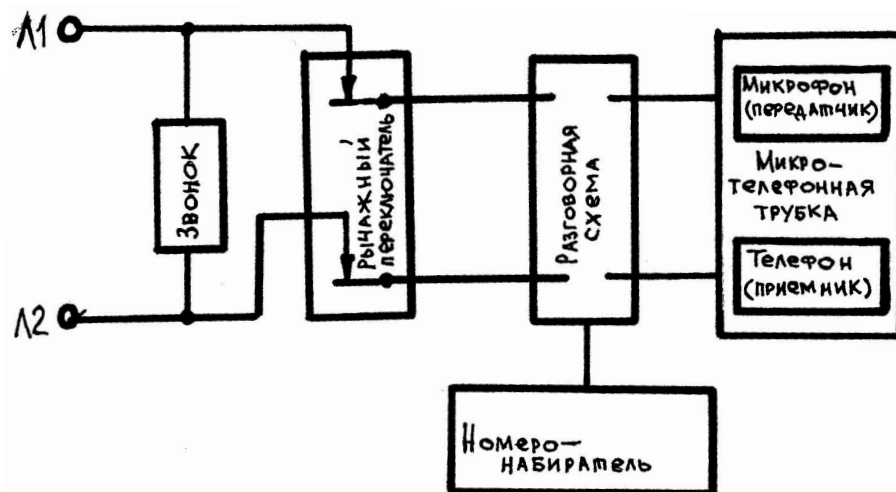 Л1
Л2
Звонок
Рычажный
переключатель
Разговорная
схема
Микрофон
(передатчик)
Микро-
телефонная
трубка
Телефон
(приемник)
Номеро-
набиратель